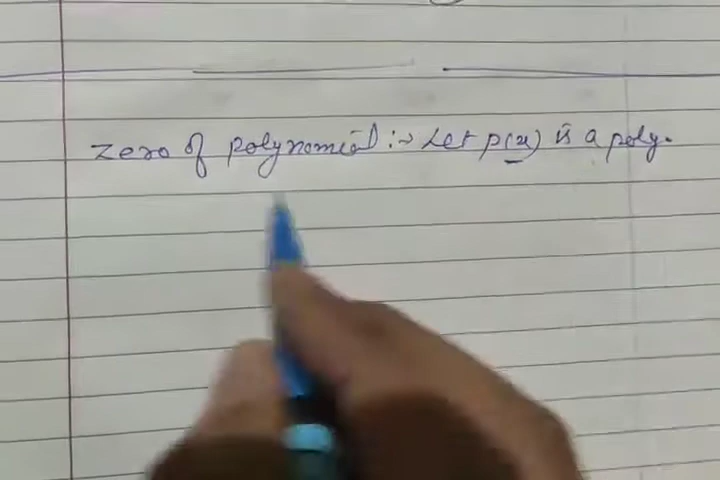 Zero of polynomial :→ Let p(x) is a poly.